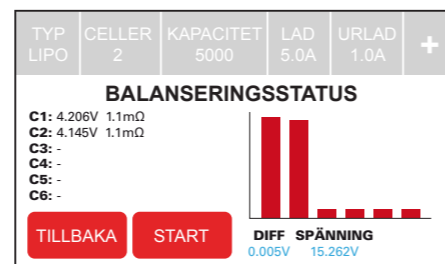 TYP CELLER KAPACITET LAD URLAD
LIPO 2 5000 5.0A 1.0A +
BALANSERINGSSTATUS
C1: 4.206V 1.1mΩ
C2: 4.145V 1.1mΩ
C3: -
C4: -
C5: -
C6: -
TILLBAKA START
DIFF SPÄNNING
0.005V 15.262V